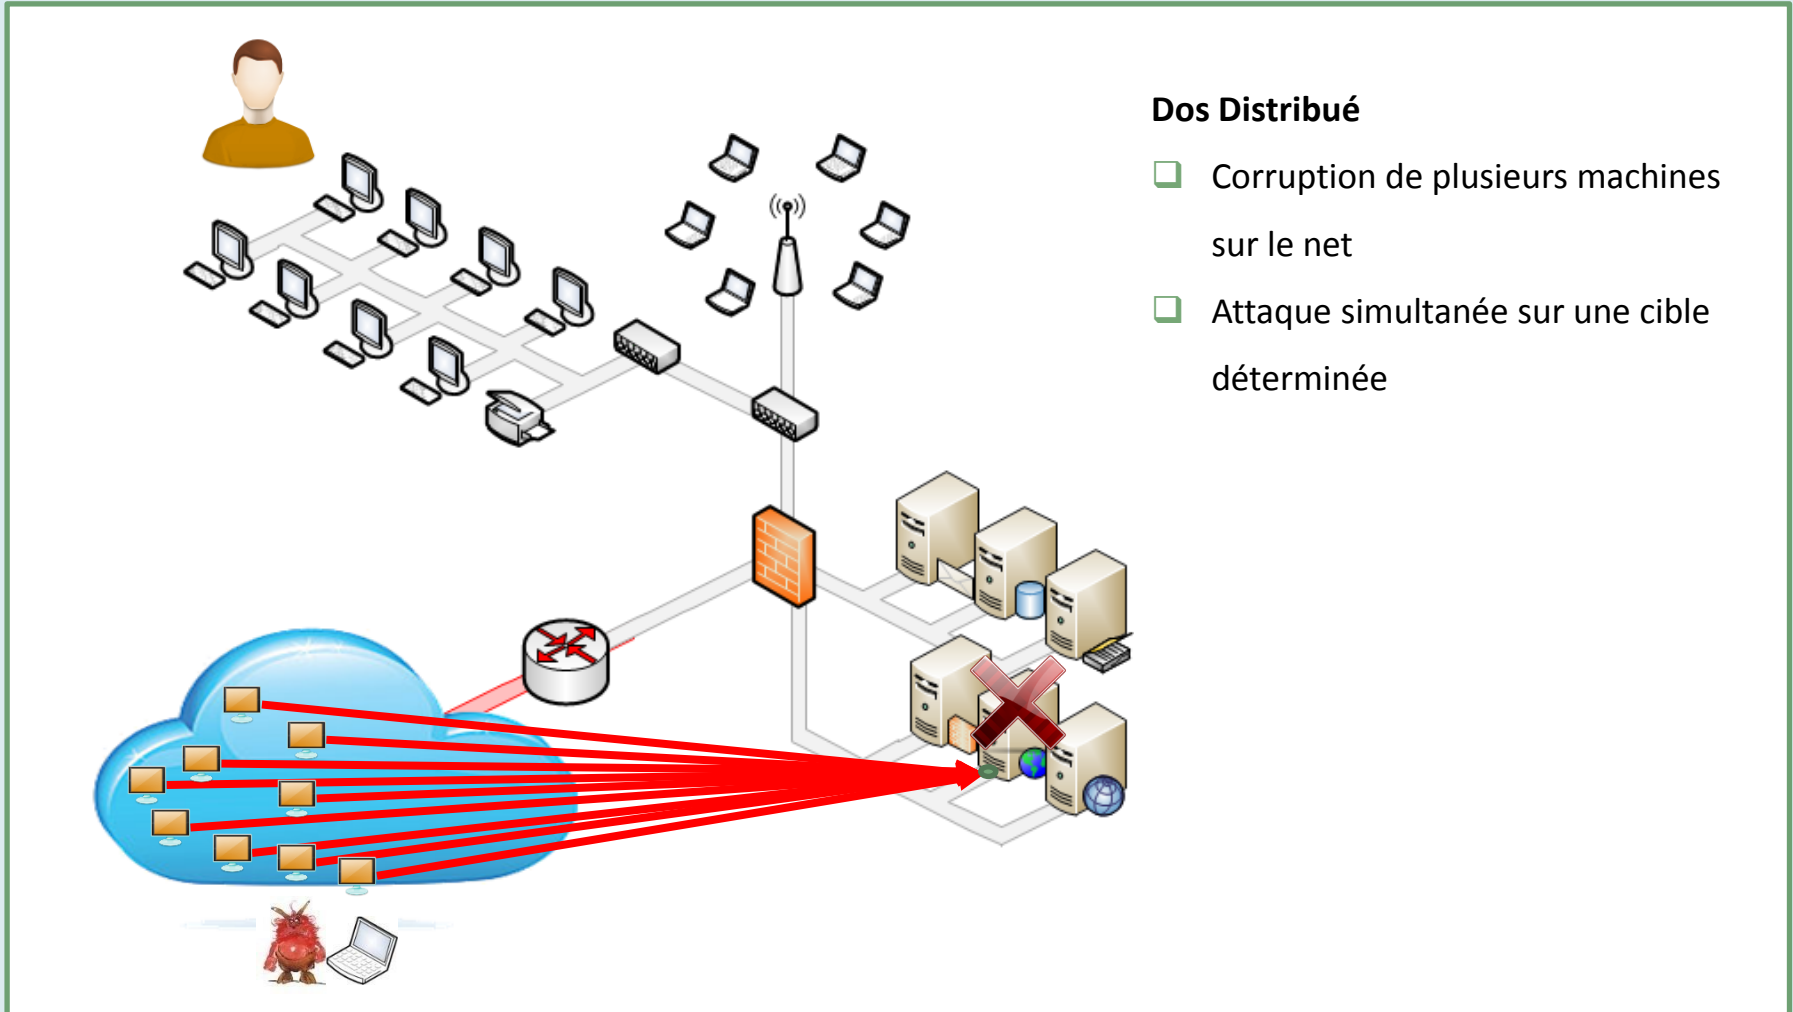 Dos Distribué
Corruption de plusieurs machines
sur le net
Attaque simultanée sur une cible
déterminée